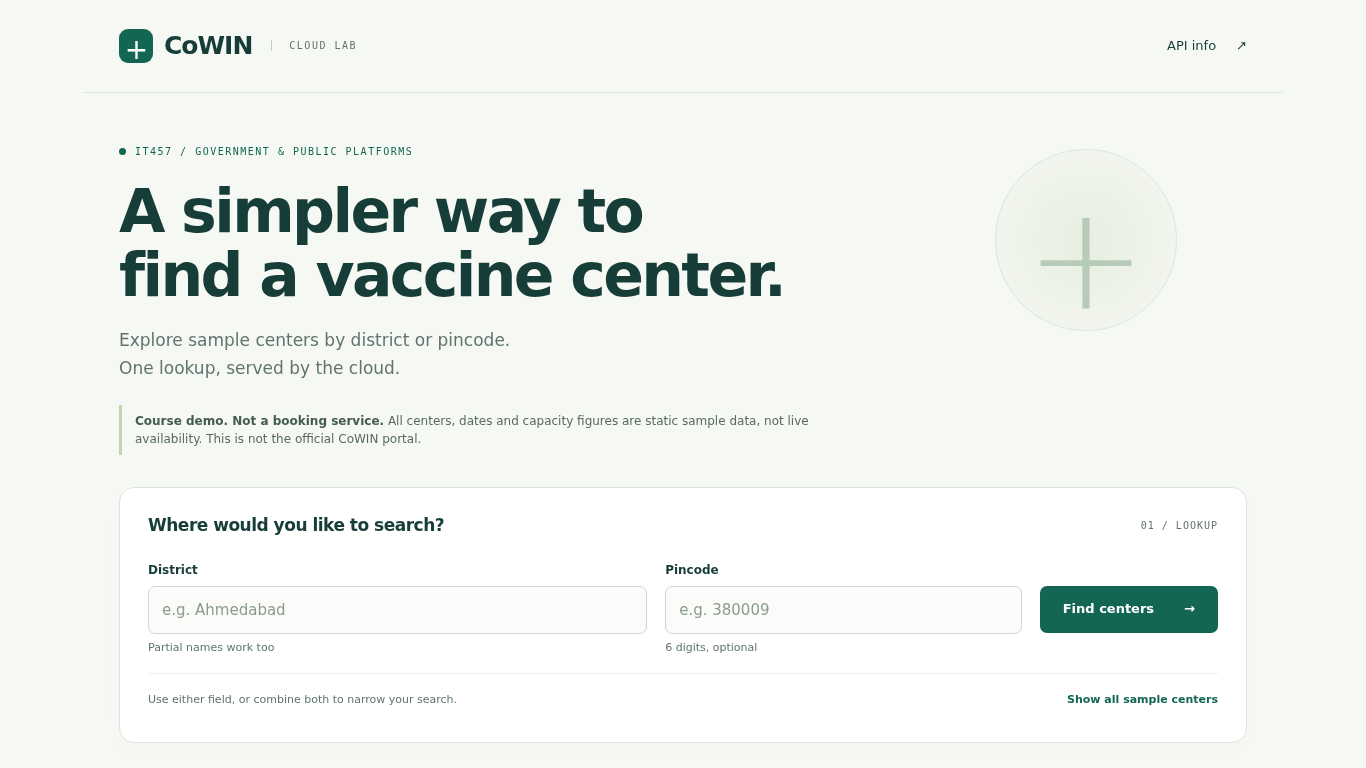 CoWIN
CLOUD LAB
API info ↗
IT457 / GOVERNMENT & PUBLIC PLATFORMS
A simpler way to
find a vaccine center.
Explore sample centers by district or pincode.
One lookup, served by the cloud.
Course demo. Not a booking service. All centers, dates and capacity figures are static sample data, not live
availability. This is not the official CoWIN portal.
Where would you like to search?
01 / LOOKUP
District
Pincode
e.g. Ahmedabad
e.g. 380009
Find centers →
Partial names work too
6 digits, optional
Use either field, or combine both to narrow your search.
Show all sample centers